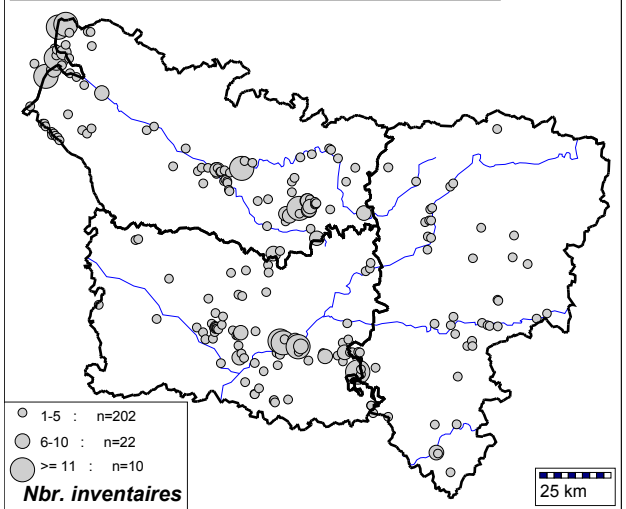 1-5 : n=202
6-10 : n=22
>= 11 : n=10
Nbr. inventaires
25 km